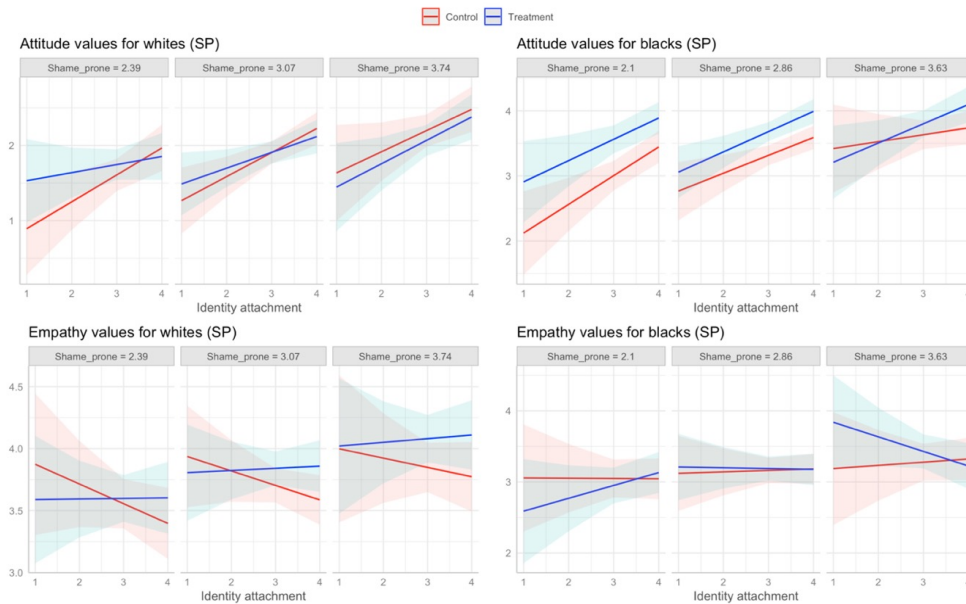 Control Treatment
Attitude values for whites (SP)
Shame_prone = 2.39 Shame_prone = 3.07 Shame_prone = 3.74
2
1
1 2 3 4 1 2 3 4 1 2 3 4
Identity attachment
Attitude values for blacks (SP)
Shame_prone = 2.1 Shame_prone = 2.86 Shame_prone = 3.63
4
3
2
1 2 3 4 1 2 3 4 1 2 3 4
Identity attachment
Empathy values for whites (SP)
Shame_prone = 2.39 Shame_prone = 3.07 Shame_prone = 3.74
4.5
4.0
3.5
3.0
1 2 3 4 1 2 3 4 1 2 3 4
Identity attachment
Empathy values for blacks (SP)
Shame_prone = 2.1 Shame_prone = 2.86 Shame_prone = 3.63
4
3
2
1 2 3 4 1 2 3 4 1 2 3 4
Identity attachment